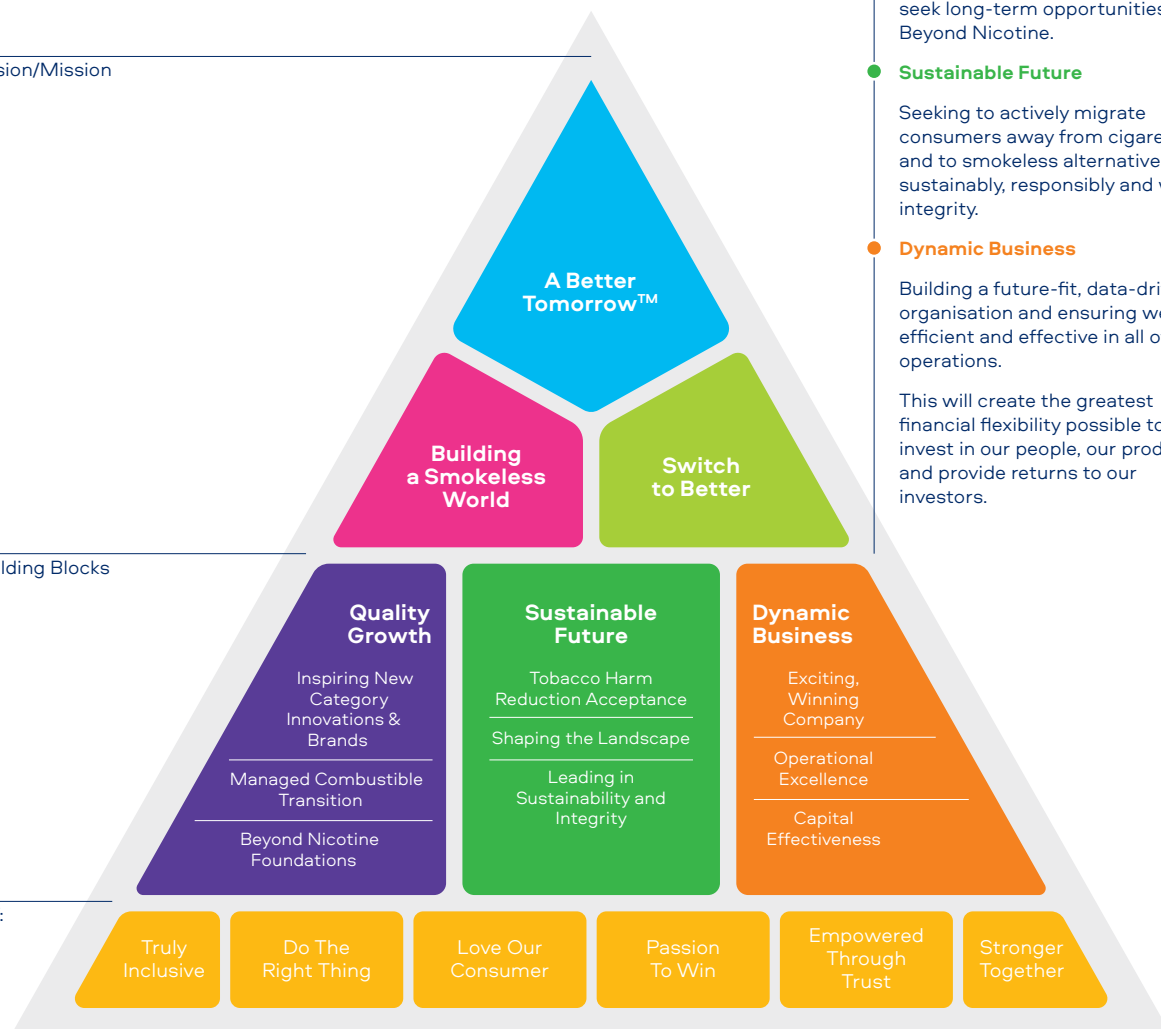 sion/Mission
A Better
Tomorrow™
Building
a Smokeless
World
Switch
to Better
lding Blocks
Quality
Growth
Inspiring New
Category
Innovations &
Brands
Managed Combustible
Transition
Beyond Nicotine
Foundations
Sustainable
Future
Tobacco Harm
Reduction Acceptance
Shaping the Landscape
Leading in
Sustainability and
Integrity
Dynamic
Business
Exciting,
Winning
Company
Operational
Excellence
Capital
Effectiveness
:
Truly
Inclusive
Do The
Right Thing
Love Our
Consumer
Passion
To Win
Empowered
Through
Trust
Stronger
Together
seek long-term opportunities
Beyond Nicotine.
Sustainable Future
Seeking to actively migrate
consumers away from cigare
and to smokeless alternative
sustainably, responsibly and
integrity.
Dynamic Business
Building a future-fit, data-dri
organisation and ensuring we
efficient and effective in all o
operations.
This will create the greatest
financial flexibility possible to
invest in our people, our prod
and provide returns to our
investors.